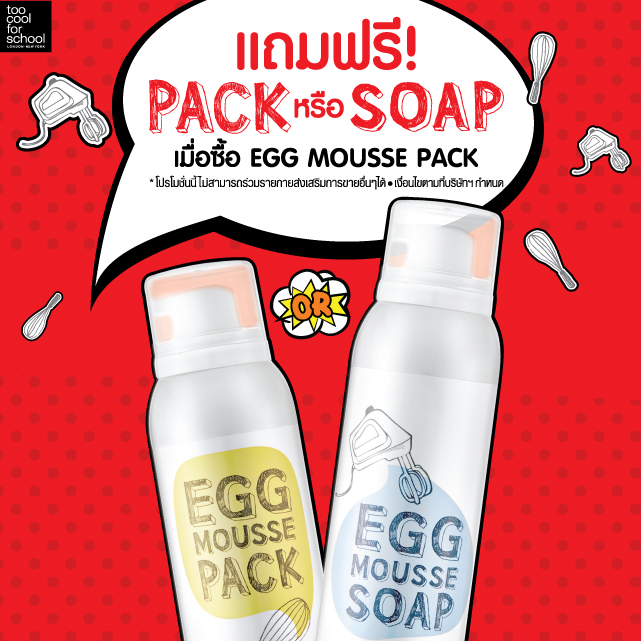 too
cool
for
school
LONDON · NEW YORK
แถมฟรี!
PACK หรือ SOAP
เมื่อซื้อ EGG MOUSSE PACK
* โปรโมชั่นนี้ไม่สามารถร่วมรายกายส่งเสริมการขายอื่นๆได้ • เงื่อนไขตามที่บริษัทฯ กำหนด
OR
EGG
MOUSSE
PACK
EGG
MOUSSE
SOAP